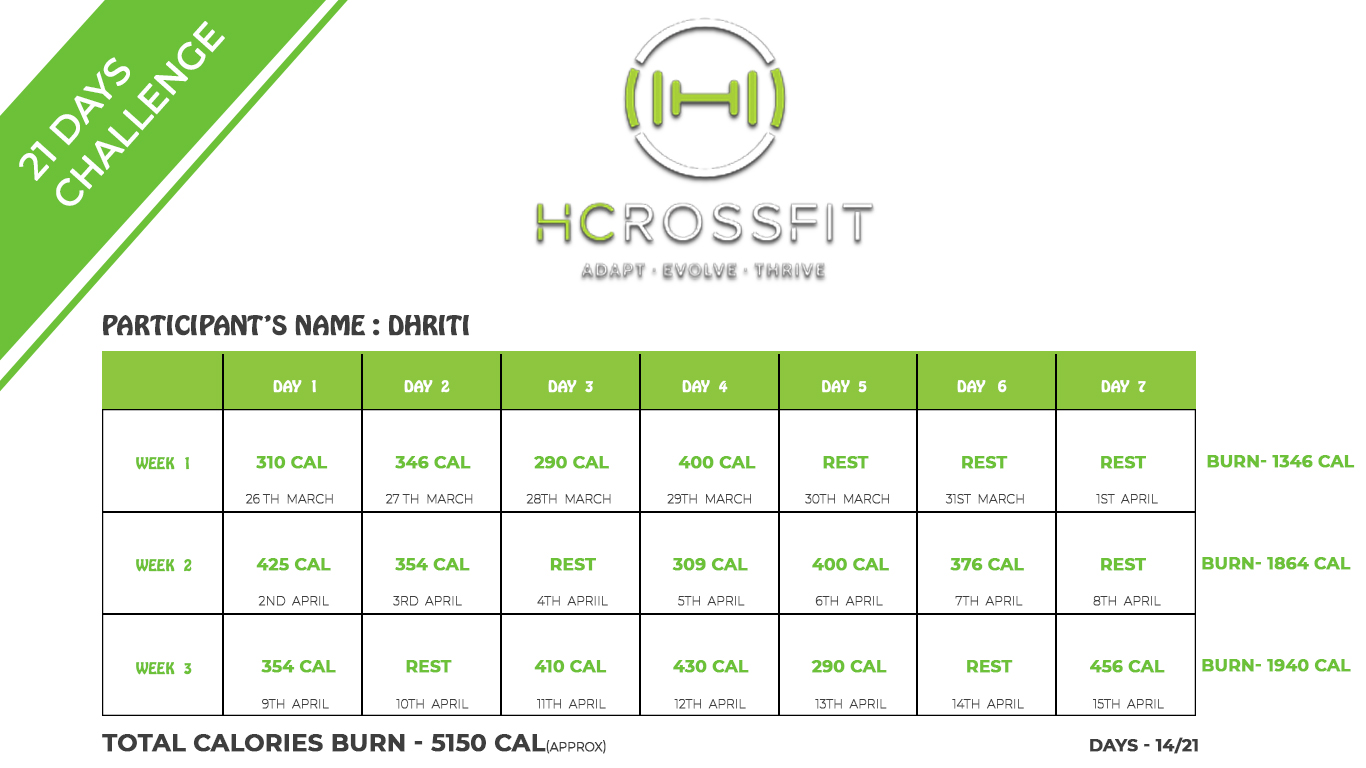 21 DAYS
CHALLENGE
HCROSSFIT
ADAPT · EVOLVE · THRIVE
PARTICIPANT'S NAME : DHRITI
DAY 1 DAY 2 DAY 3 DAY 4 DAY 5 DAY 6 DAY 7
WEEK 1 310 CAL 346 CAL 290 CAL 400 CAL REST REST REST BURN- 1346 CAL
26 TH MARCH 27 TH MARCH 28TH MARCH 29TH MARCH 30TH MARCH 31ST MARCH 1ST APRIL
WEEK 2 425 CAL 354 CAL REST 309 CAL 400 CAL 376 CAL REST BURN- 1864 CAL
2ND APRIL 3RD APRIL 4TH APRIIL 5TH APRIL 6TH APRIL 7TH APRIL 8TH APRIL
WEEK 3 354 CAL REST 410 CAL 430 CAL 290 CAL REST 456 CAL BURN- 1940 CAL
9TH APRIL 10TH APRIL 11TH APRIL 12TH APRIL 13TH APRIL 14TH APRIL 15TH APRIL
TOTAL CALORIES BURN - 5150 CAL(APPROX) DAYS - 14/21